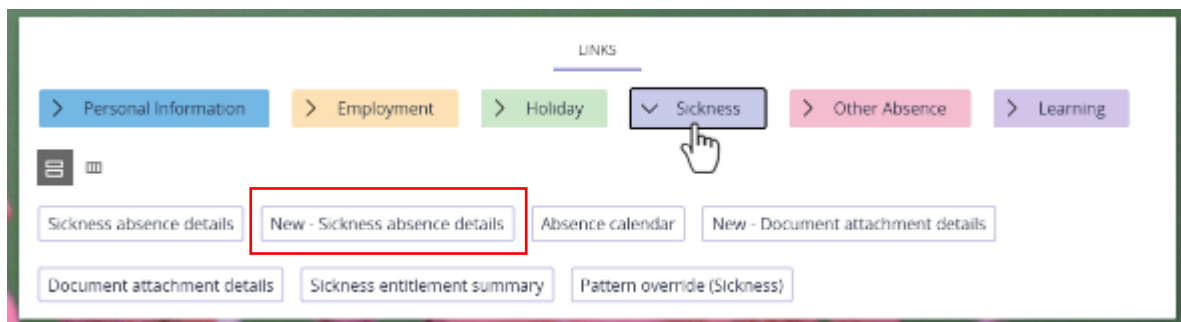 LINKS
Personal Information Employment Holiday Sickness Other Absence Learning
Sickness absence details New - Sickness absence details Absence calendar New - Document attachment details
Document attachment details Sickness entitlement summary Pattern override (Sickness)